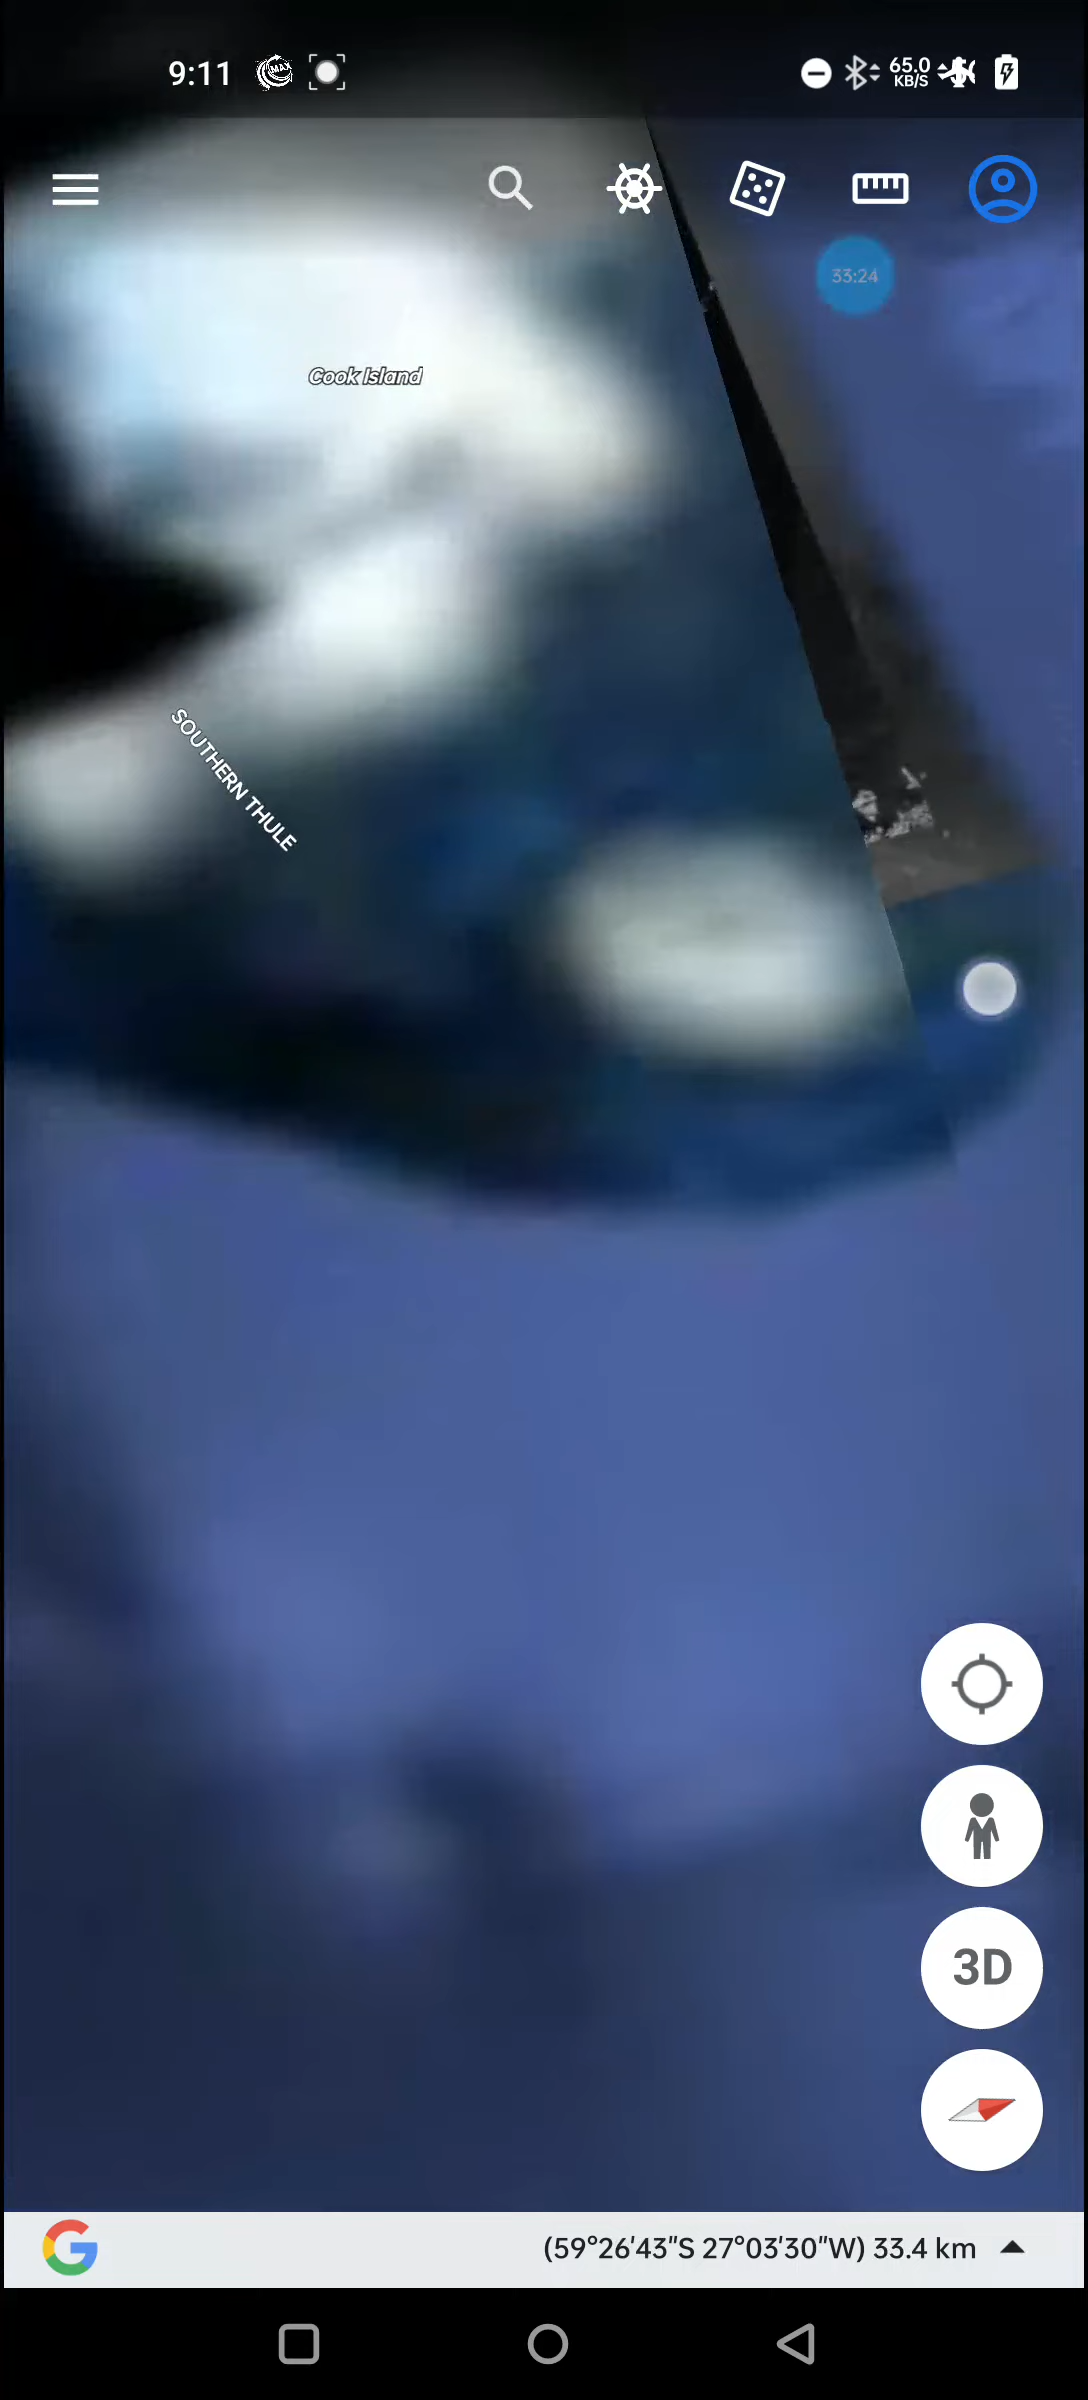 9:11
MAX
65.0
KB/S
33:24
Cook Island
SOUTHERN THULE
3D
(59°26'43"S 27°03'30"W) 33.4 km